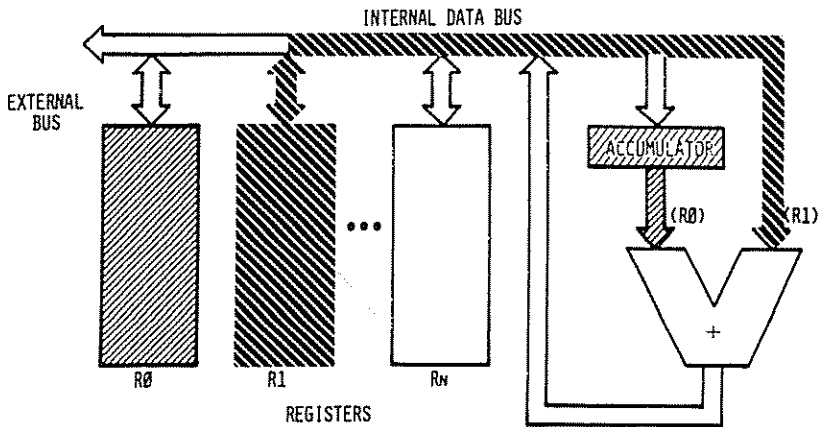 INTERNAL DATA BUS
EXTERNAL
BUS
ACCUMULATOR
(RØ)
(R1)
•••
+
RØ
R1
RN
REGISTERS